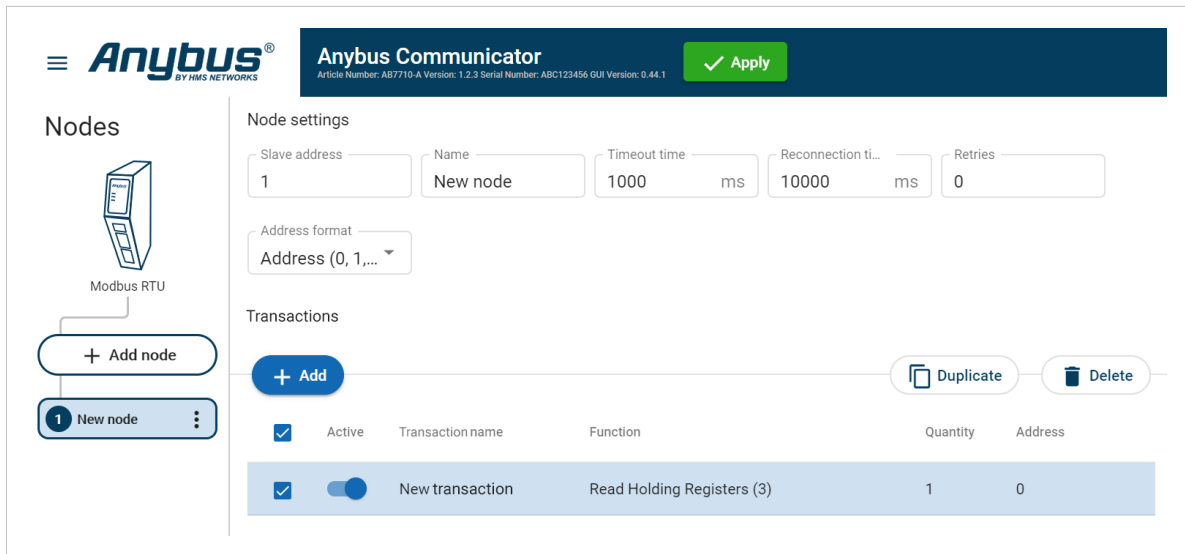 Anybus®
BY HMS NETWORKS
Anybus Communicator
Article Number: AB7710-A Version: 1.2.3 Serial Number: ABC123456 GUI Version: 0.44.1
Apply
Nodes
anybus
Modbus RTU
+ Add node
1 New node
Node settings
Slave address
1
Name
New node
Timeout time
1000 ms
Reconnection ti...
10000 ms
Retries
0
Address format
Address (0, 1,...
Transactions
+ Add
Duplicate
Delete
Active Transaction name Function Quantity Address
New transaction Read Holding Registers (3) 1 0